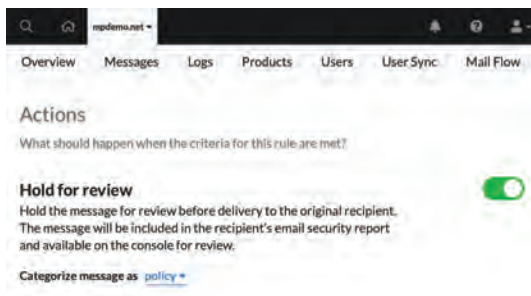 mpdemo.net
Overview Messages Logs Products Users User Sync Mail Flow
Actions
What should happen when the criteria for this rule are met?
Hold for review
Hold the message for review before delivery to the original recipient.
The message will be included in the recipient's email security report
and available on the console for review.
Categorize message as policy